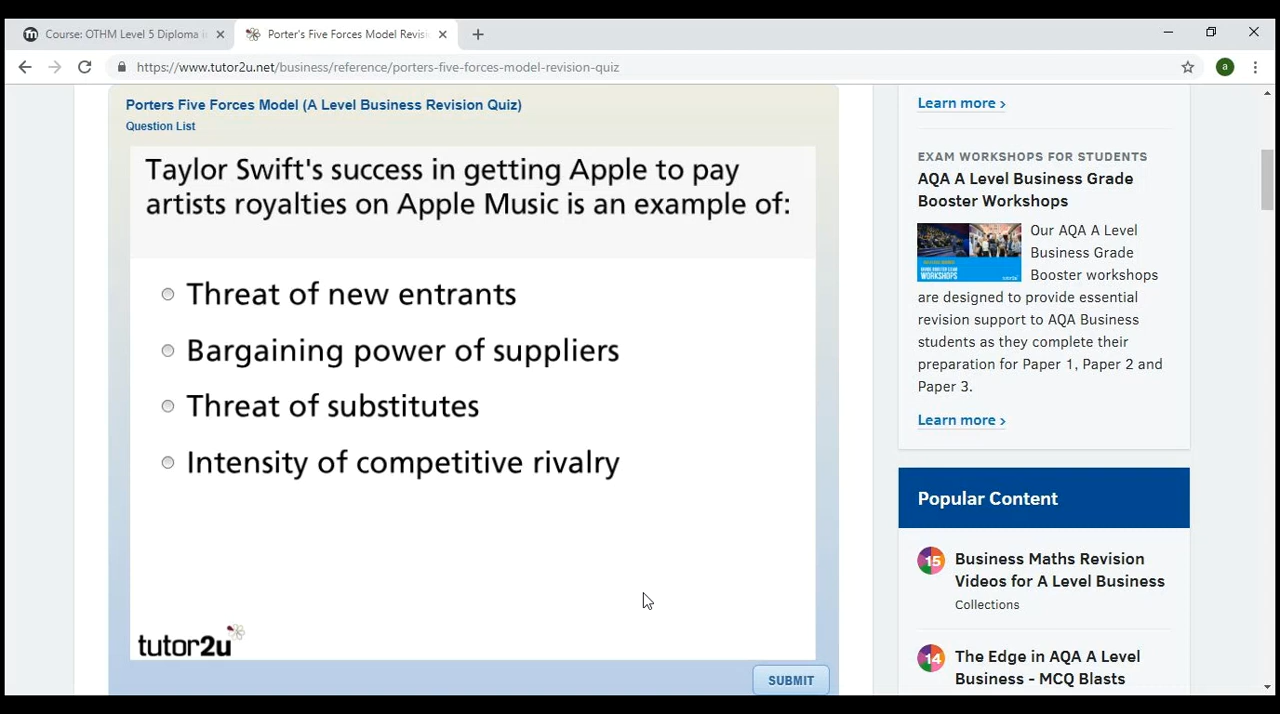 Course: OTHM Level 5 Diploma i
Porter's Five Forces Model Revis
https://www.tutor2u.net/business/reference/porters-five-forces-model-revision-quiz
a
Porters Five Forces Model (A Level Business Revision Quiz)
Question List
Taylor Swift's success in getting Apple to pay
artists royalties on Apple Music is an example of:
Threat of new entrants
Bargaining power of suppliers
Threat of substitutes
Intensity of competitive rivalry
tutor2u
SUBMIT
Learn more ›
EXAM WORKSHOPS FOR STUDENTS
AQA A Level Business Grade
Booster Workshops
Our AQA A Level
Business Grade
Booster workshops
are designed to provide essential
revision support to AQA Business
students as they complete their
preparation for Paper 1, Paper 2 and
Paper 3.
Learn more ›
Popular Content
15
Business Maths Revision
Videos for A Level Business
Collections
14
The Edge in AQA A Level
Business - MCQ Blasts